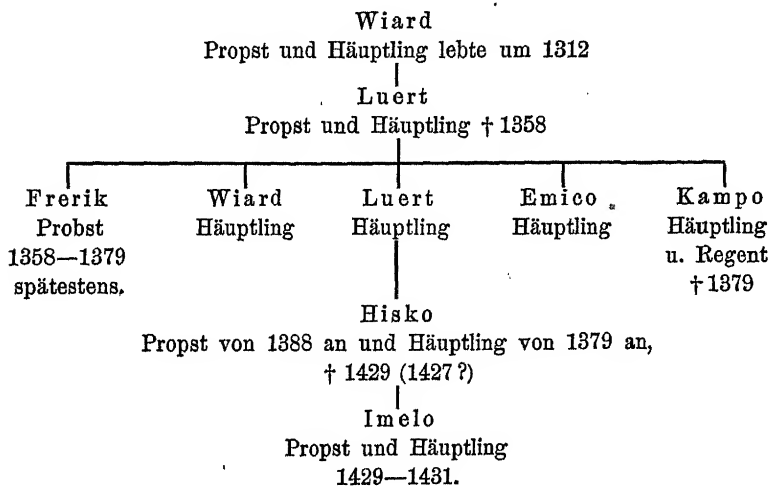 Wiard
Propst und Häuptling lebte um 1312
Luert
Propst und Häuptling † 1358
Frerik
Probst
1358—1379
spätestens.
Wiard
Häuptling
Luert
Häuptling
Emico
Häuptling
Kampo
Häuptling
u. Regent
† 1379
Hisko
Propst von 1388 an und Häuptling von 1379 an,
† 1429 (1427?)
Imelo
Propst und Häuptling
1429—1431.